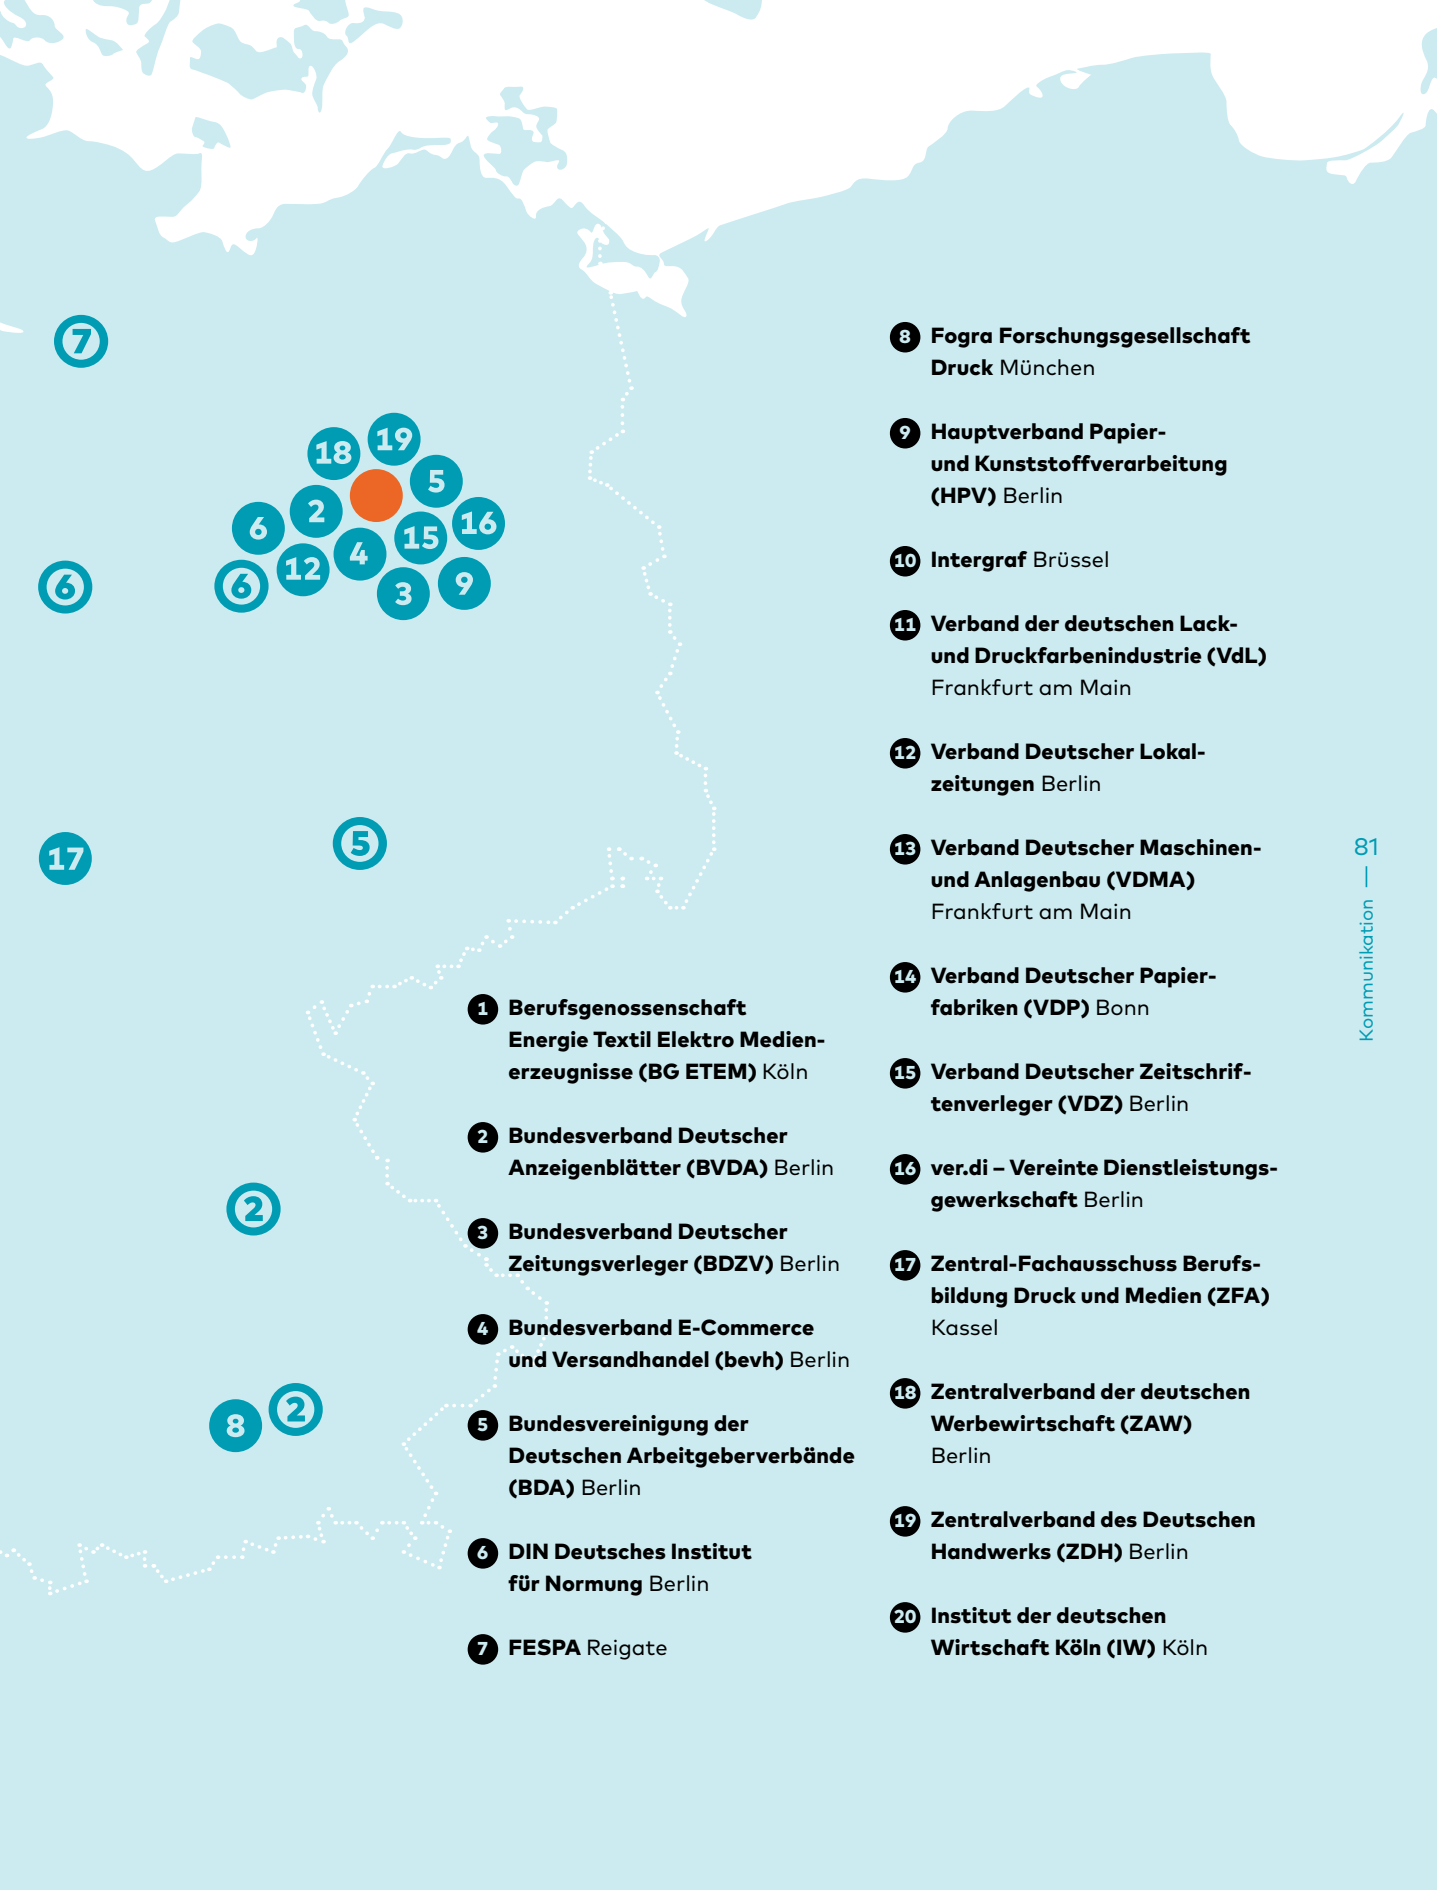 7
18
19
5
2
6
16
15
4
12
6
3
9
6
17
5
2
8
2
1 Berufsgenossenschaft
Energie Textil Elektro Medien-
erzeugnisse (BG ETEM) Köln
2 Bundesverband Deutscher
Anzeigenblätter (BVDA) Berlin
3 Bundesverband Deutscher
Zeitungsverleger (BDZV) Berlin
4 Bundesverband E-Commerce
und Versandhandel (bevh) Berlin
5 Bundesvereinigung der
Deutschen Arbeitgeberverbände
(BDA) Berlin
6 DIN Deutsches Institut
für Normung Berlin
7 FESPA Reigate
8 Fogra Forschungsgesellschaft
Druck München
9 Hauptverband Papier-
und Kunststoffverarbeitung
(HPV) Berlin
10 Intergraf Brüssel
11 Verband der deutschen Lack-
und Druckfarbenindustrie (VdL)
Frankfurt am Main
12 Verband Deutscher Lokal-
zeitungen Berlin
13 Verband Deutscher Maschinen-
und Anlagenbau (VDMA)
Frankfurt am Main
14 Verband Deutscher Papier-
fabriken (VDP) Bonn
15 Verband Deutscher Zeitschrif-
tenverleger (VDZ) Berlin
16 ver.di – Vereinte Dienstleistungs-
gewerkschaft Berlin
17 Zentral-Fachausschuss Berufs-
bildung Druck und Medien (ZFA)
Kassel
18 Zentralverband der deutschen
Werbewirtschaft (ZAW)
Berlin
19 Zentralverband des Deutschen
Handwerks (ZDH) Berlin
20 Institut der deutschen
Wirtschaft Köln (IW) Köln
81
Kommunikation